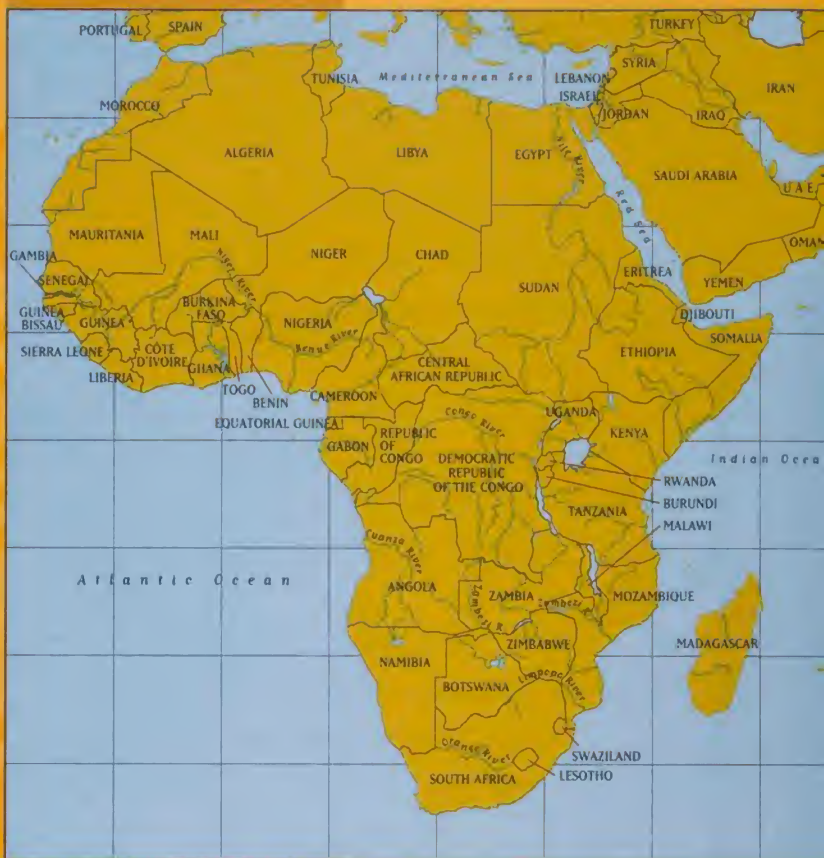 PORTUGAL
SPAIN
TURKEY
TUNISIA
Mediterranean Sea
LEBANON
SYRIA
ISRAEL
IRAN
MOROCCO
JORDAN
IRAQ
ALGERIA
LIBYA
EGYPT
Nile River
SAUDI ARABIA
UAE
Red Sea
OMAN
MAURITANIA
MALI
NIGER
CHAD
SUDAN
ERITREA
YEMEN
GAMBIA
SENEGAL
Niger River
BURKINA
FASO
DJIBOUTI
GUINEA
BISSAU
GUINEA
NIGERIA
Benue River
SOMALIA
SIERRA LEONE
CÔTE
D'IVOIRE
GHANA
ETHIOPIA
LIBERIA
TOGO
BENIN
CENTRAL
AFRICAN REPUBLIC
CAMEROON
EQUATORIAL GUINEA
UGANDA
Congo River
KENYA
GABON
REPUBLIC
OF
CONGO
DEMOCRATIC
REPUBLIC
OF THE CONGO
Indian Ocea
RWANDA
BURUNDI
TANZANIA
MALAWI
Cuanza River
Atlantic Ocean
ANGOLA
ZAMBIA
Zambezi R.
Zambezi R.
MOZAMBIQUE
ZIMBABWE
MADAGASCAR
NAMIBIA
BOTSWANA
Limpopo River
Orange River
SWAZILAND
LESOTHO
SOUTH AFRICA